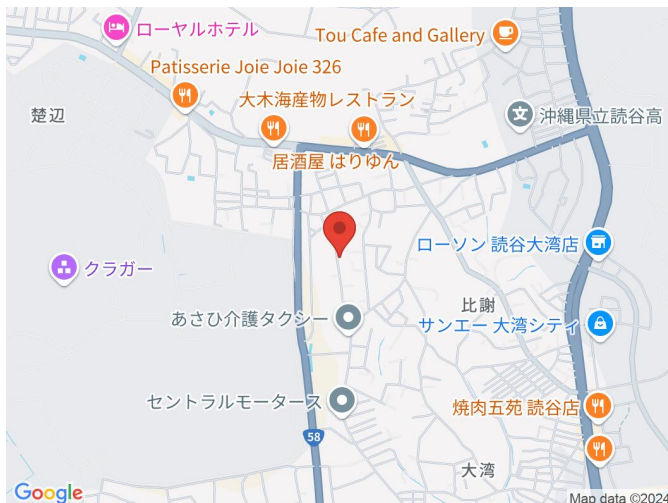 ローヤルホテル
Tou Cafe and Gallery
Patisserie Joie Joie 326
楚辺
大木海産物レストラン
沖縄県立読谷高
居酒屋 はりゆん
ローソン 読谷大湾店
クラガー
比謝
あさひ介護タクシー
サンエー 大湾シティ
セントラルモータース
焼肉五苑 読谷店
58
大湾
Google
Map data ©2024